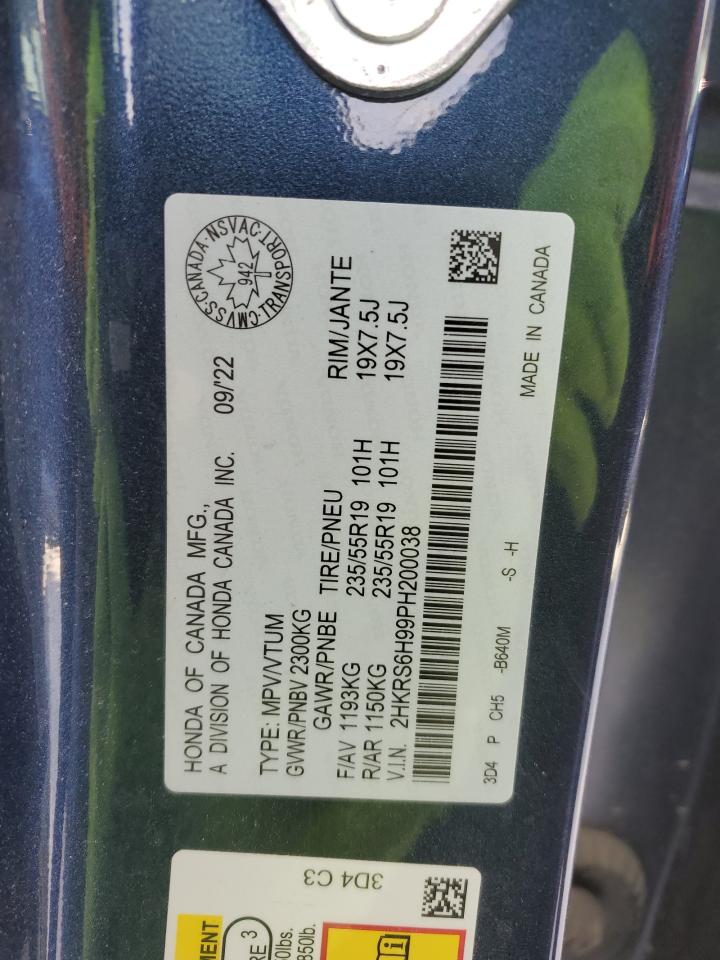 HONDA OF CANADA MFG.,
A DIVISION OF HONDA CANADA INC. 09/'22
CMVSS·CANADA·NSVAC·CM·TRANSPORT
942
TYPE: MPV/VTUM
GVWR/PNBV 2300KG
GAWR/PNBE TIRE/PNEU RIM/JANTE
F/AV 1193KG 235/55R19 101H 19X7.5J
R/AR 1150KG 235/55R19 101H 19X7.5J
V.I.N. 2HKRS6H99PH200038
3D4 P CH5 -B640M -S -H MADE IN CANADA
3D4 C3